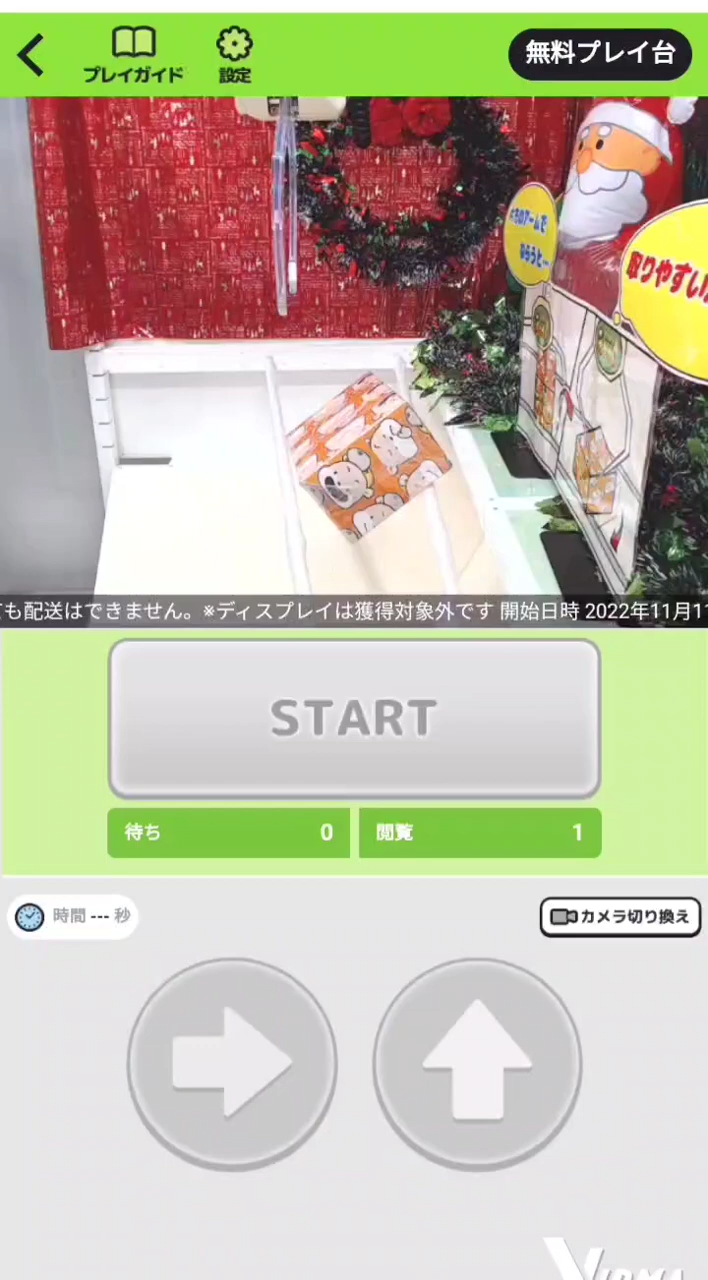 プレイガイド
設定
無料プレイ台
取りやすい
も配送はできません。※ディスプレイは獲得対象外です 開始日時 2022年11月11
START
待ち 0
閲覧 1
時間 --- 秒
カメラ切り換え